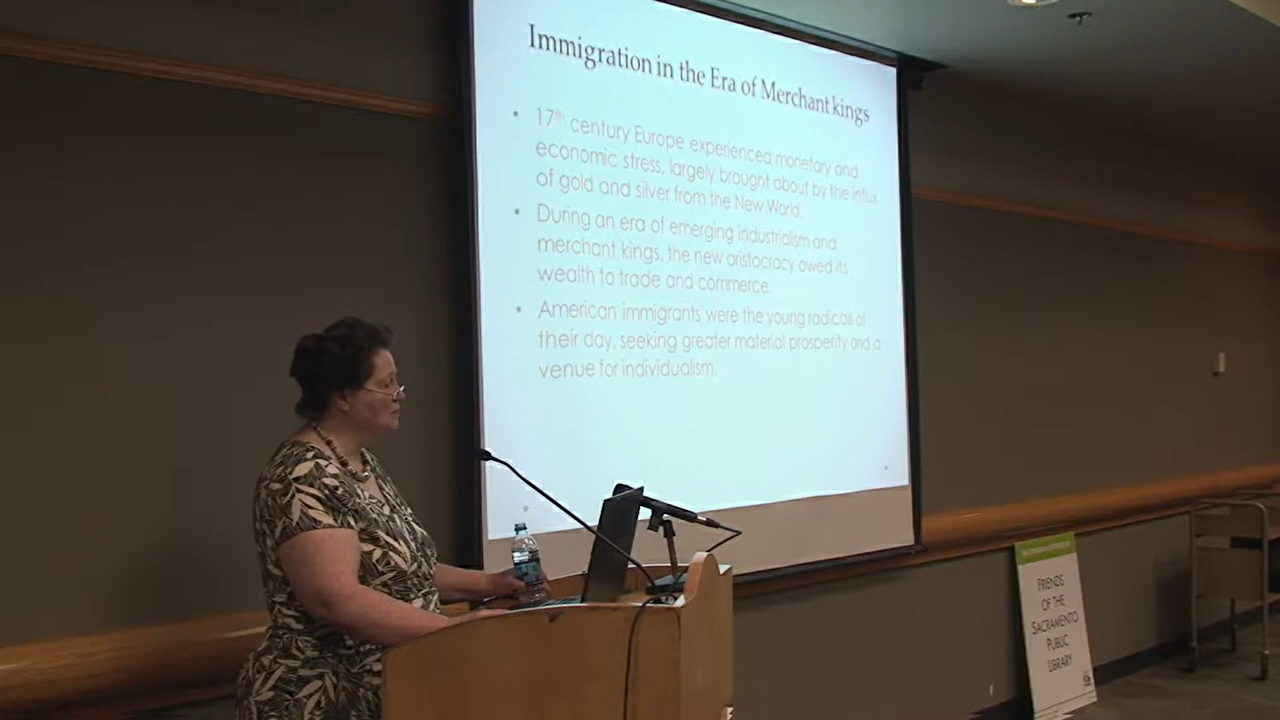 Immigration in the Era of Merchant kings
• 17th century Europe experienced monetary and
economic stress, largely brought about by the influx
of gold and silver from the New World.
• During an era of emerging industrialism and
merchant kings, the new aristocracy owed its
wealth to trade and commerce.
• American immigrants were the young radicals of
their day, seeking greater material prosperity and a
venue for individualism.
FRIENDS
OF THE
SACRAMENTO
PUBLIC
LIBRARY